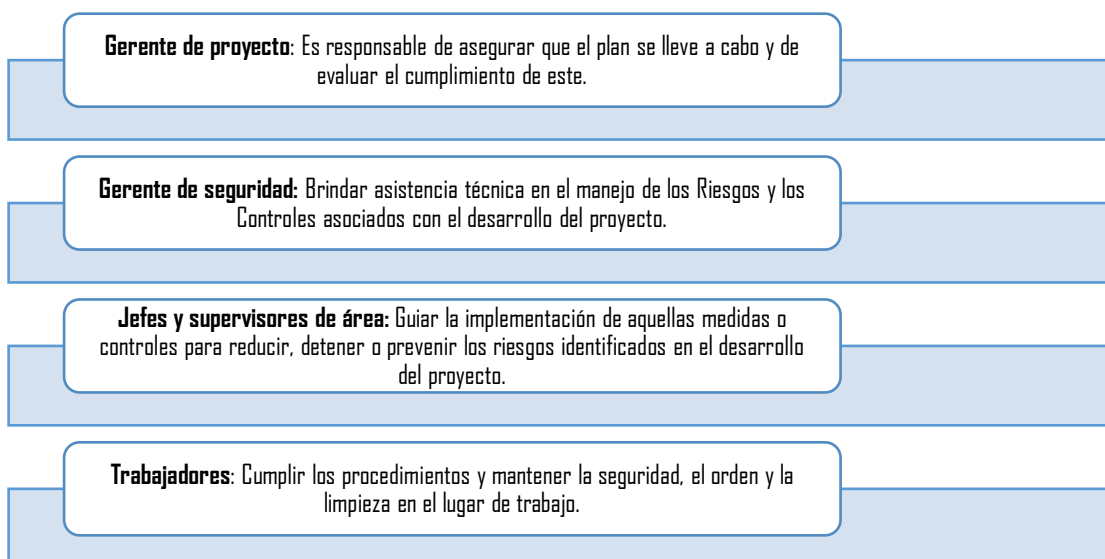 Gerente de proyecto: Es responsable de asegurar que el plan se lleve a cabo y de
evaluar el cumplimiento de este.
Gerente de seguridad: Brindar asistencia técnica en el manejo de los Riesgos y los
Controles asociados con el desarrollo del proyecto.
Jefes y supervisores de área: Guiar la implementación de aquellas medidas o
controles para reducir, detener o prevenir los riesgos identificados en el desarrollo
del proyecto.
Trabajadores: Cumplir los procedimientos y mantener la seguridad, el orden y la
limpieza en el lugar de trabajo.